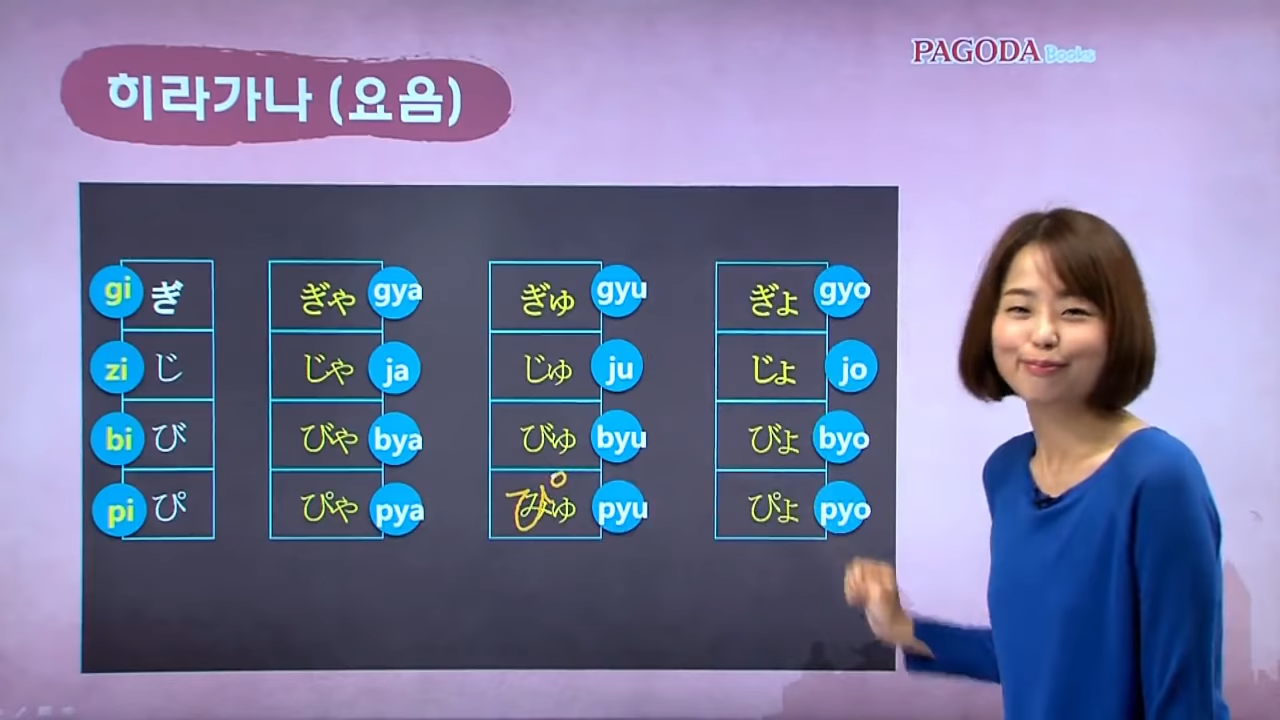 PAGODA Books
히라가나 (요음)
gi ぎ ぎゃ gya ぎゅ gyu ぎょ gyo
zi じ じゃ ja じゅ ju じょ jo
bi び びゃ bya びゅ byu びょ byo
pi ぴ ぴゃ pya ぴゅ pyu ぴょ pyo